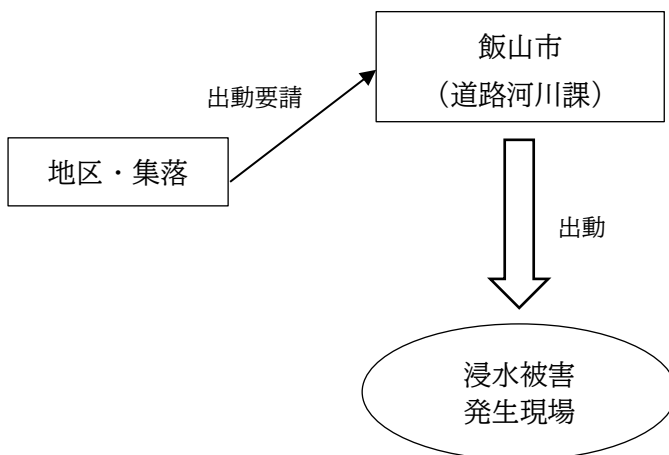 飯山市
（道路河川課）
出動要請
地区・集落
出動
浸水被害
発生現場